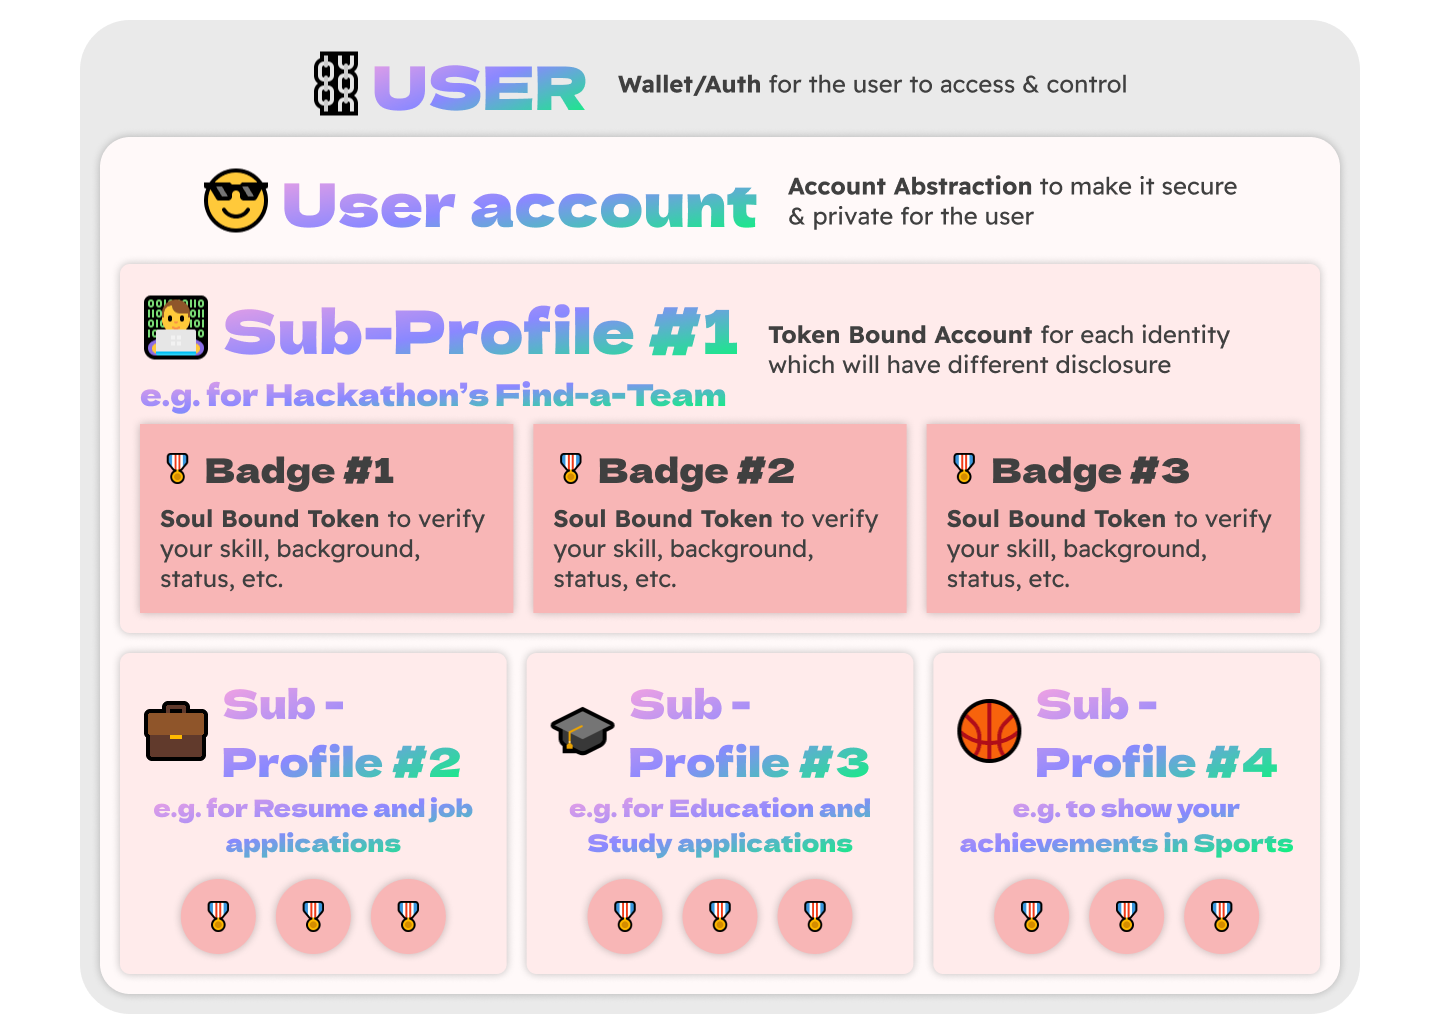 USER
Wallet/Auth for the user to access & control
User account
Account Abstraction to make it secure
& private for the user
Sub-Profile #1
Token Bound Account for each identity
which will have different disclosure
e.g. for Hackathon’s Find-a-Team
Badge #1
Soul Bound Token to verify
your skill, background,
status, etc.
Badge #2
Soul Bound Token to verify
your skill, background,
status, etc.
Badge #3
Soul Bound Token to verify
your skill, background,
status, etc.
Sub -
Profile #2
e.g. for Resume and job
applications
Sub -
Profile #3
e.g. for Education and
Study applications
Sub -
Profile #4
e.g. to show your
achievements in Sports